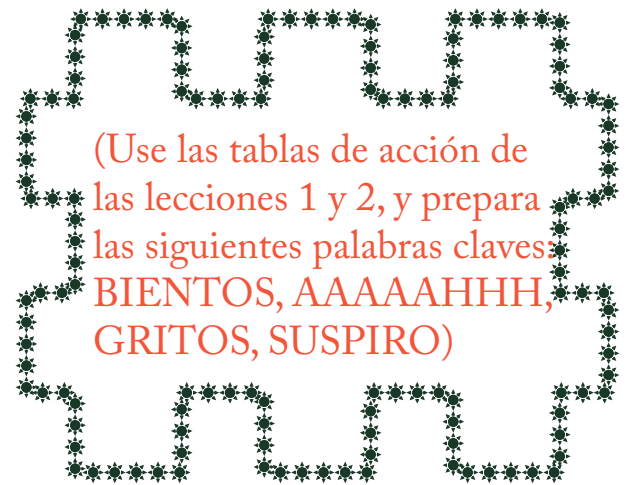 (Use las tablas de acción de
las lecciones 1 y 2, y prepara
las siguientes palabras claves:
BIENTOS, AAAAAHHH,
GRITOS, SUSPIRO)